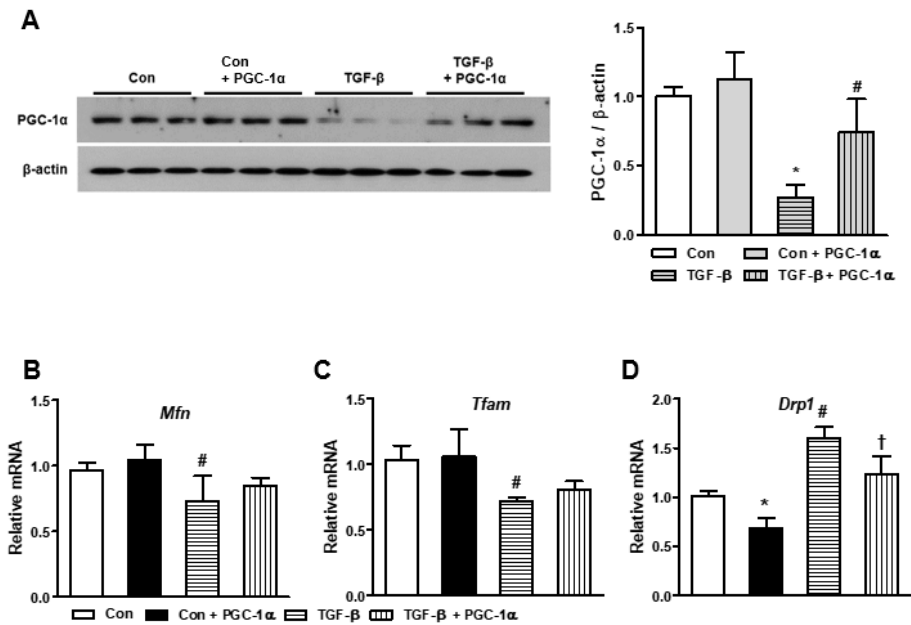 A
Con
Con
+ PGC-1α
TGF-β
TGF-β
+ PGC-1α
PGC-1α
β-actin
PGC-1α / β-actin
1.5
1.0
0.5
0.0
*
#
Con
Con + PGC-1α
TGF-β
TGF-β + PGC-1α
B
Mfn
Relative mRNA
1.5
1.0
0.5
0.0
#
C
Tfam
Relative mRNA
1.5
1.0
0.5
0.0
#
D
Drp1
Relative mRNA
2.0
1.5
1.0
0.5
0.0
*
#
†
Con
Con + PGC-1α
TGF-β
TGF-β + PGC-1α